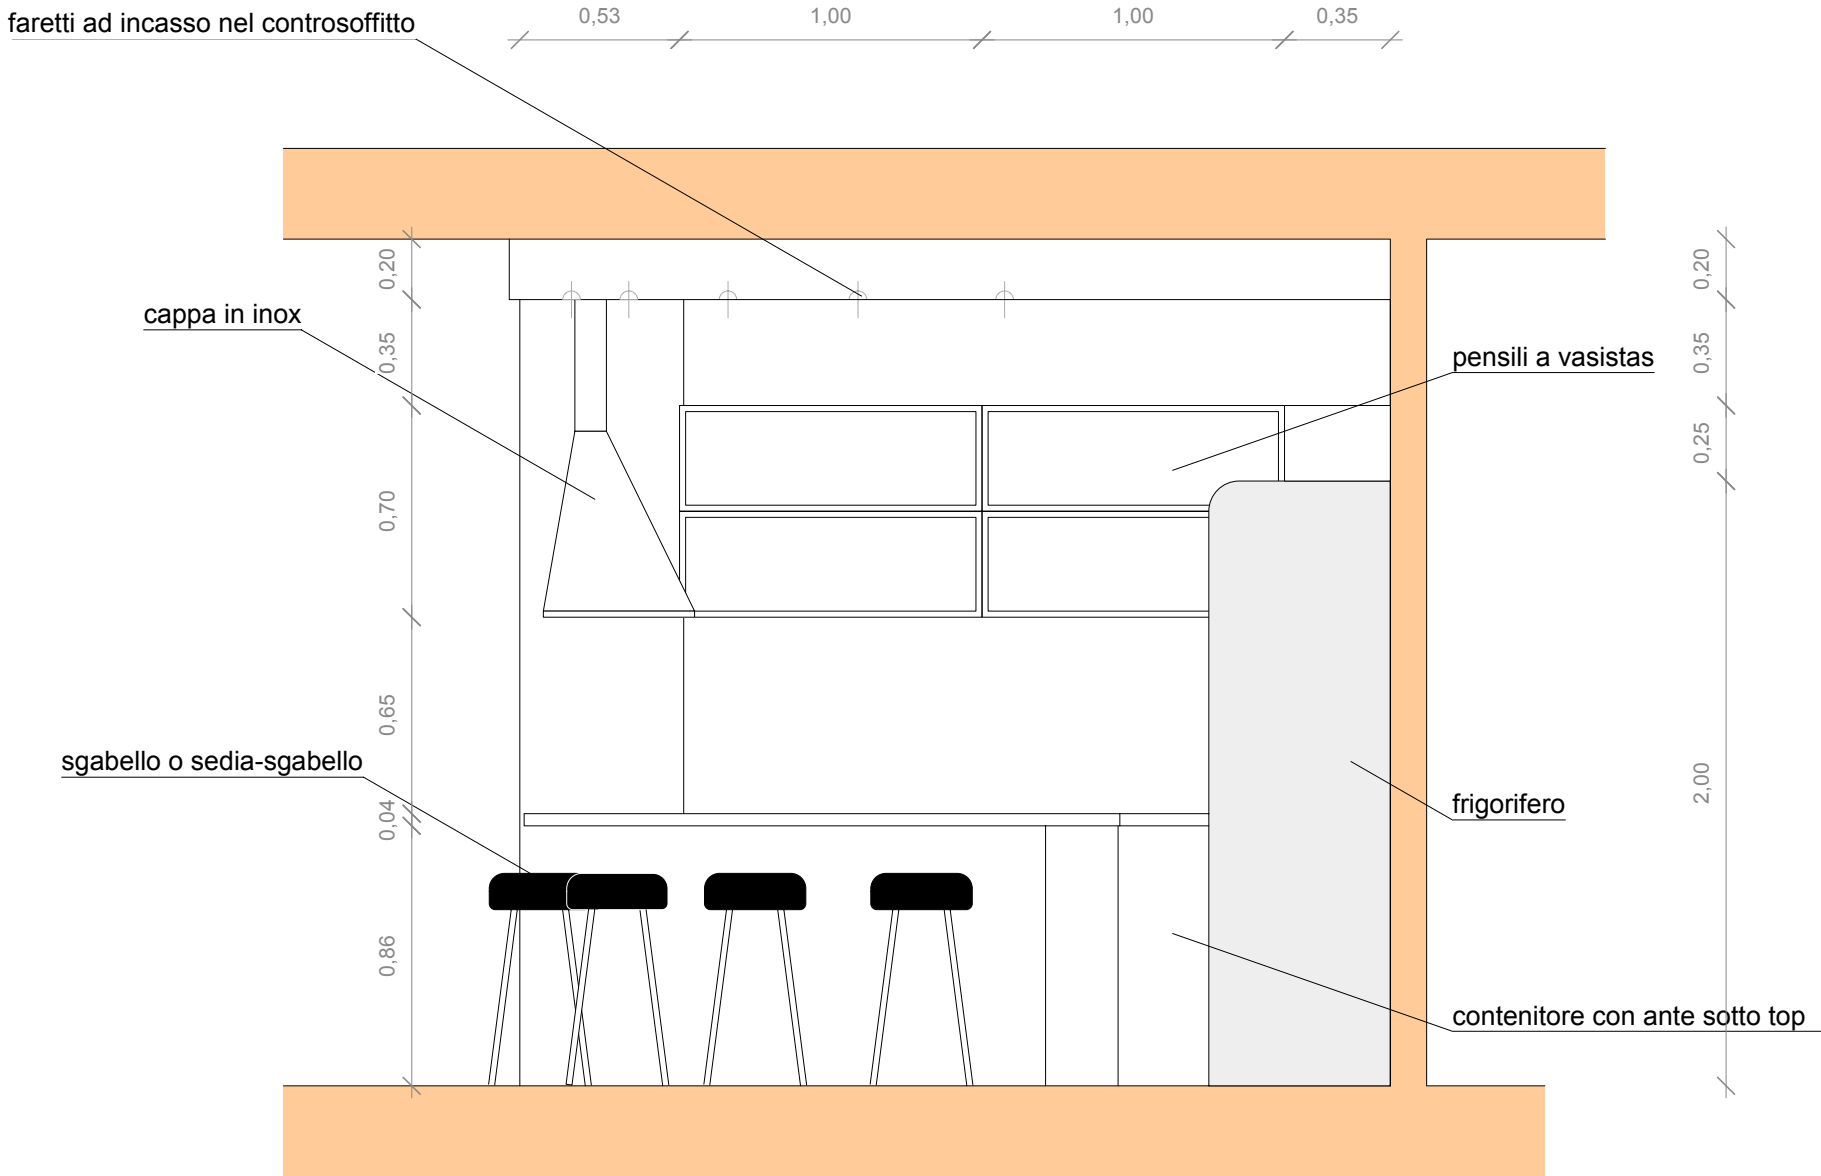 0,53 1,00 1,00 0,35
faretti ad incasso nel controsoffitto
0,20
0,20
cappa in inox
0,35
0,35
pensili a vasistas
0,25
0,70
0,65
sgabello o sedia-sgabello
2,00
frigorifero
0,04
0,86
contenitore con ante sotto top